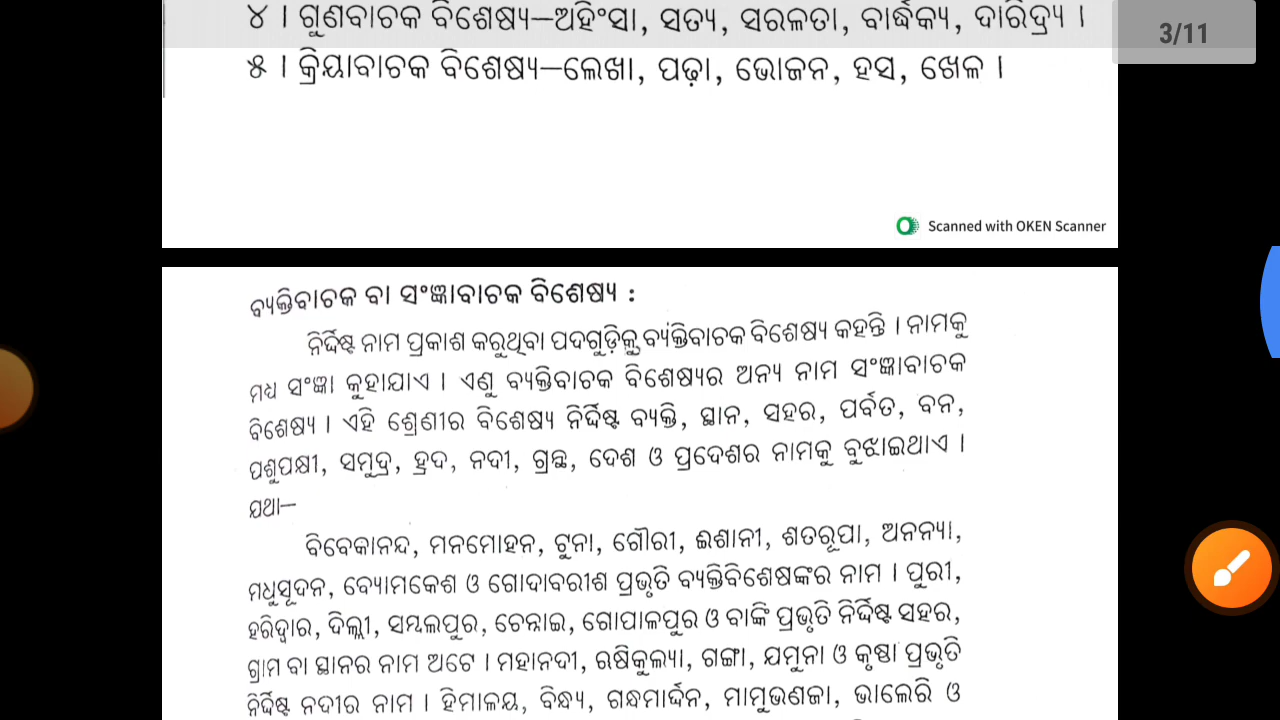 ୪ । ଗୁଣବାଚକ ବିଶେଷ୍ୟ—ଅହିଂସା, ସତ୍ୟ, ସରଳତା, ବାର୍ଦ୍ଧକ୍ୟ, ଦାରିଦ୍ର୍ୟ ।
3/11
୫ । କ୍ରିୟାବାଚକ ବିଶେଷ୍ୟ—ଲେଖା, ପଢ଼ା, ଭୋଜନ, ହସ, ଖେଳ ।
Scanned with OKEN Scanner
ବ୍ୟକ୍ତିବାଚକ ବା ସଂଜ୍ଞାବାଚକ ବିଶେଷ୍ୟ :
ନିର୍ଦ୍ଦିଷ୍ଟ ନାମ ପ୍ରକାଶ କରୁଥିବା ପଦଗୁଡ଼ିକୁ ବ୍ୟକ୍ତିବାଚକ ବିଶେଷ୍ୟ କହନ୍ତି । ନାମକୁ
ମଧ୍ୟ ସଂଜ୍ଞା କୁହାଯାଏ । ଏଣୁ ବ୍ୟକ୍ତିବାଚକ ବିଶେଷ୍ୟର ଅନ୍ୟ ନାମ ସଂଜ୍ଞାବାଚକ
ବିଶେଷ୍ୟ । ଏହି ଶ୍ରେଣୀର ବିଶେଷ୍ୟ ନିର୍ଦ୍ଦିଷ୍ଟ ବ୍ୟକ୍ତି, ସ୍ଥାନ, ସହର, ପର୍ବତ, ବନ,
ପଶୁପକ୍ଷୀ, ସମୁଦ୍ର, ହ୍ରଦ, ନଦୀ, ଗ୍ରନ୍ଥ, ଦେଶ ଓ ପ୍ରଦେଶର ନାମକୁ ବୁଝାଇଥାଏ ।
ଯଥା—
ବିବେକାନନ୍ଦ, ମନମୋହନ, ଟୁନା, ଗୌରୀ, ଈଶାନୀ, ଶତରୂପା, ଅନନ୍ୟା,
ମଧୁସୂଦନ, ବ୍ୟୋମକେଶ ଓ ଗୋଦାବରୀଶ ପ୍ରଭୃତି ବ୍ୟକ୍ତିବିଶେଷଙ୍କର ନାମ । ପୁରୀ,
ହରିଦ୍ୱାର, ଦିଲ୍ଲୀ, ସମ୍ବଲପୁର, ଚେନ୍ନାଇ, ଗୋପାଳପୁର ଓ ବାଙ୍କି ପ୍ରଭୃତି ନିର୍ଦ୍ଦିଷ୍ଟ ସହର,
ଗ୍ରାମ ବା ସ୍ଥାନର ନାମ ଅଟେ । ମହାନଦୀ, ଋଷିକୁଲ୍ୟା, ଗଙ୍ଗା, ଯମୁନା ଓ କୃଷ୍ଣା ପ୍ରଭୃତି
ନିର୍ଦ୍ଦିଷ୍ଟ ନଦୀର ନାମ । ହିମାଳୟ, ବିନ୍ଧ୍ୟ, ଗନ୍ଧମାର୍ଦ୍ଦନ, ମାମୁଭଣଜା, ଭାଲେରି ଓ